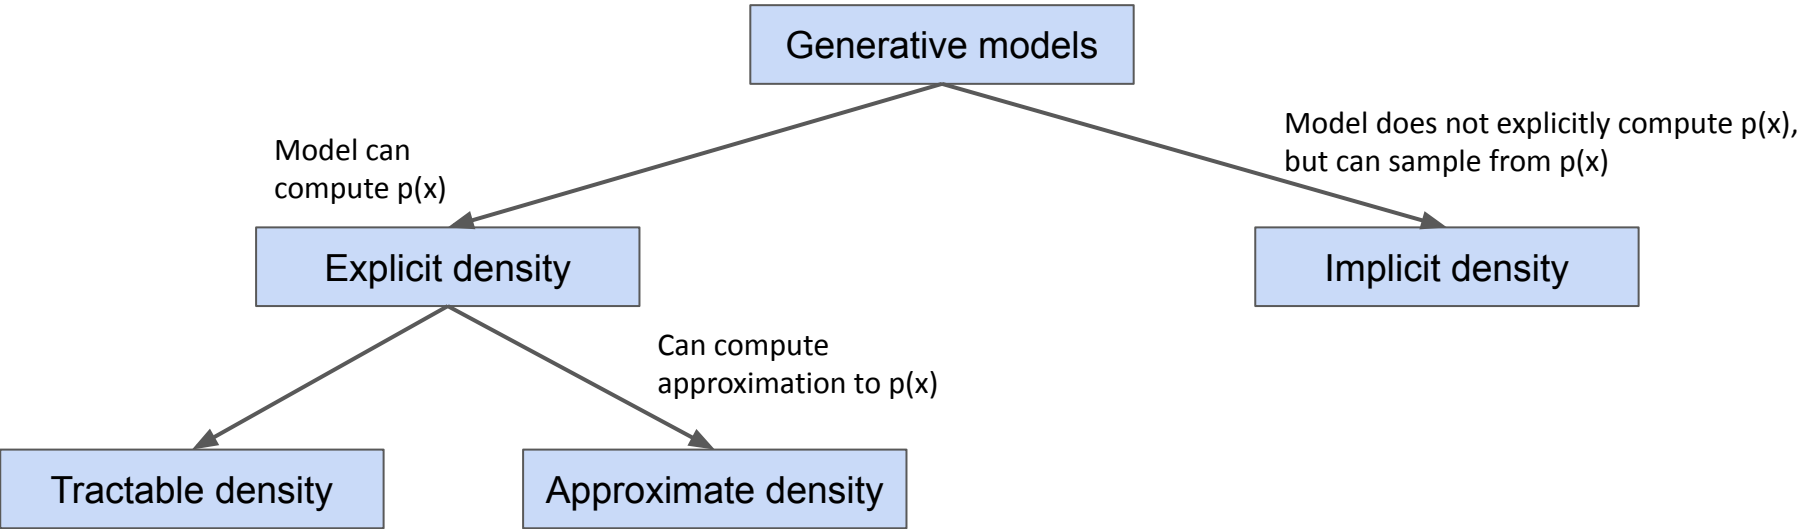 Generative models
Model does not explicitly compute p(x),
but can sample from p(x)
Model can
compute p(x)
Explicit density
Implicit density
Can compute
approximation to p(x)
Tractable density
Approximate density